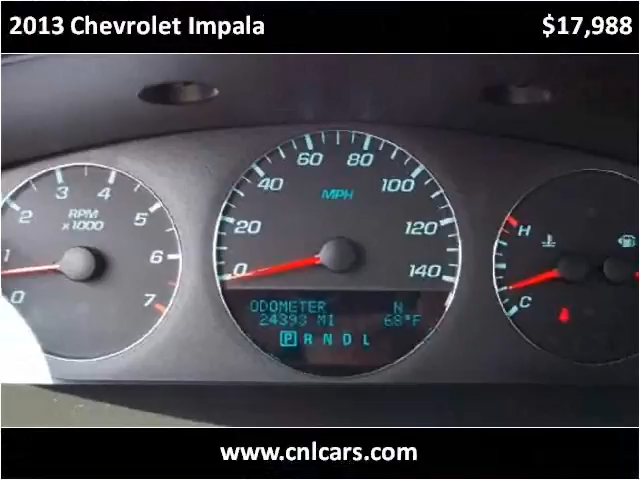 2013 Chevrolet Impala $17,988
0 1 2 3 4 5 6 7
RPM
x1000
0 20 40 60 80 100 120 140
MPH
ODOMETER N
24393 MI 68°F
P R N D L
H
C
www.cnlcars.com